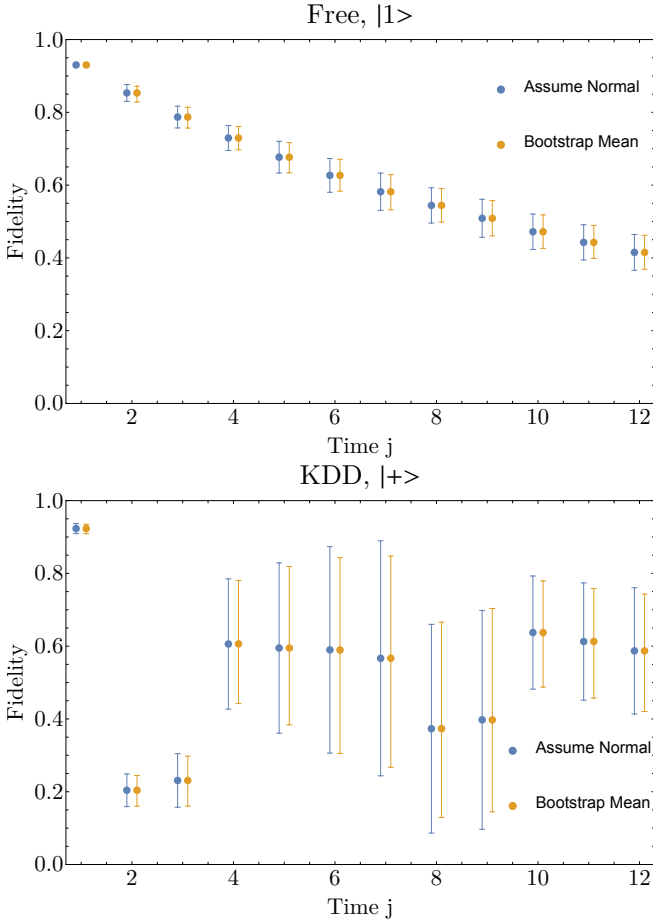 Free, |1>
1.0
0.8
0.6
0.4
0.2
0.0
Fidelity
Assume Normal
Bootstrap Mean
2 4 6 8 10 12
Time j
KDD, |+>
1.0
0.8
0.6
0.4
0.2
0.0
Fidelity
Assume Normal
Bootstrap Mean
2 4 6 8 10 12
Time j